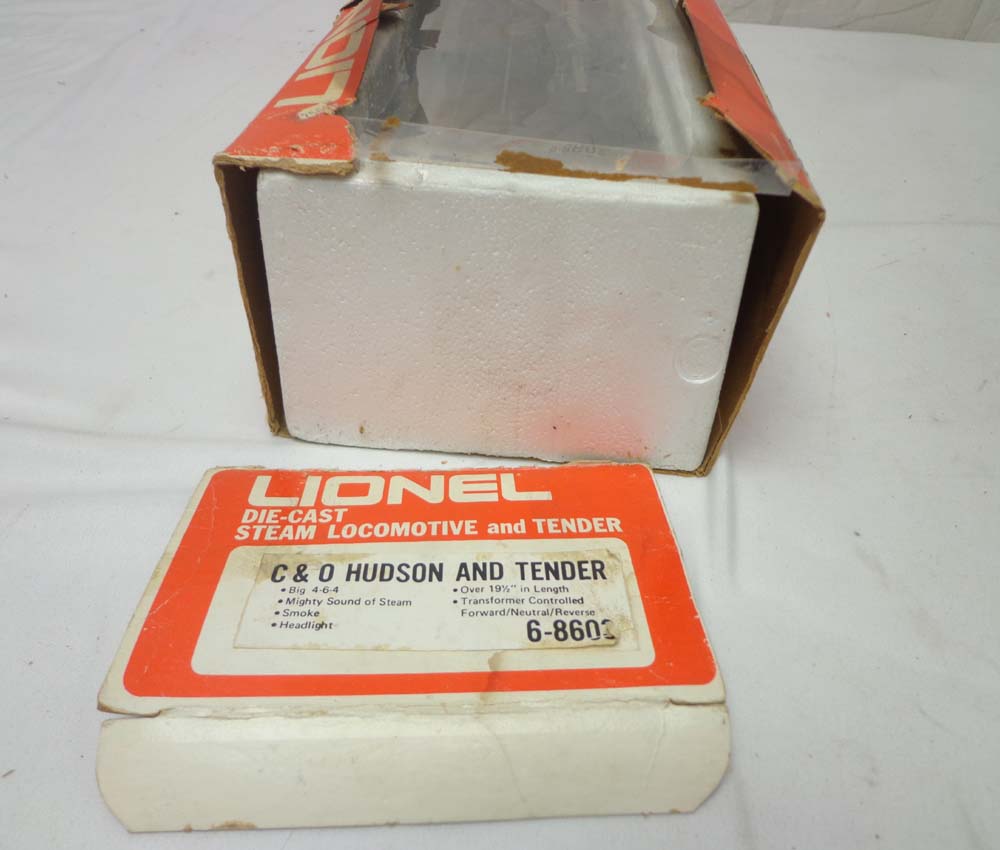 LIONEL
LIONEL
DIE-CAST
STEAM LOCOMOTIVE and TENDER
C & O HUDSON AND TENDER
• Big 4-6-4
• Mighty Sound of Steam
• Smoke
• Headlight
• Over 19½" in Length
• Transformer Controlled
Forward/Neutral/Reverse